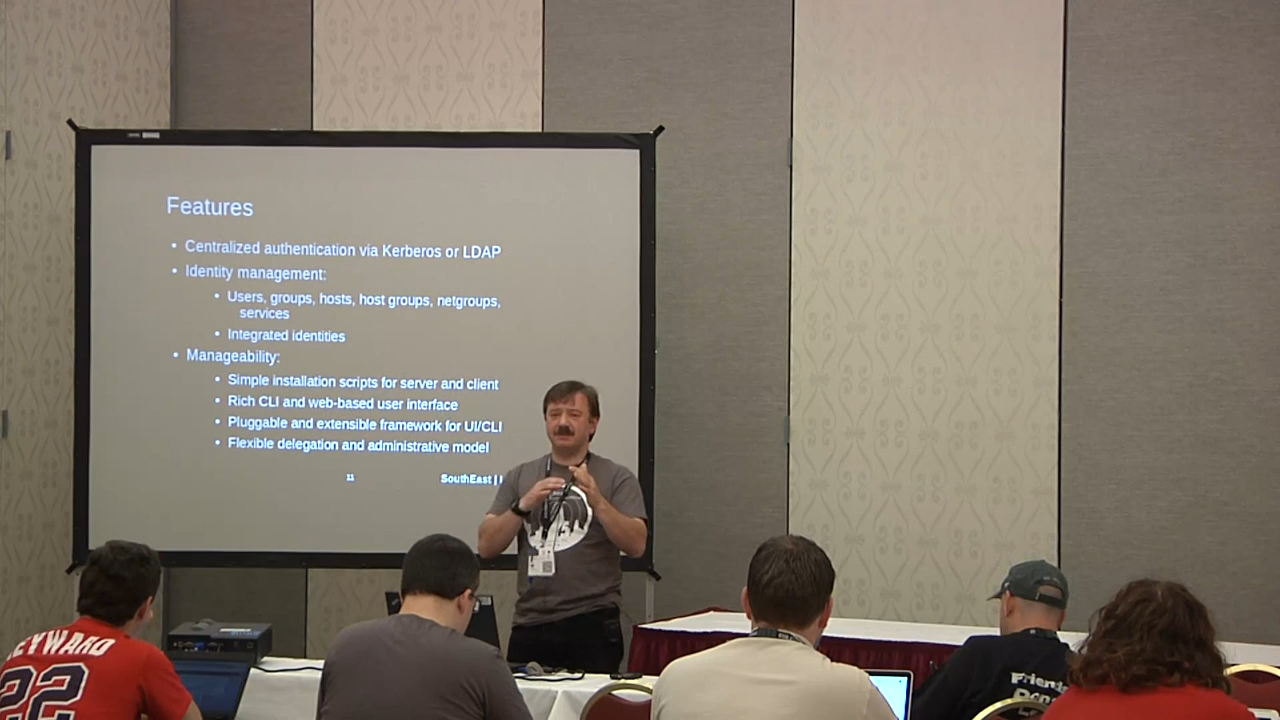 Features
• Centralized authentication via Kerberos or LDAP
• Identity management:
• Users, groups, hosts, host groups, netgroups,
services
• Integrated identities
• Manageability:
• Simple installation scripts for server and client
• Rich CLI and web-based user interface
• Pluggable and extensible framework for UI/CLI
• Flexible delegation and administrative model
11
SouthEast |
EYWARD
22